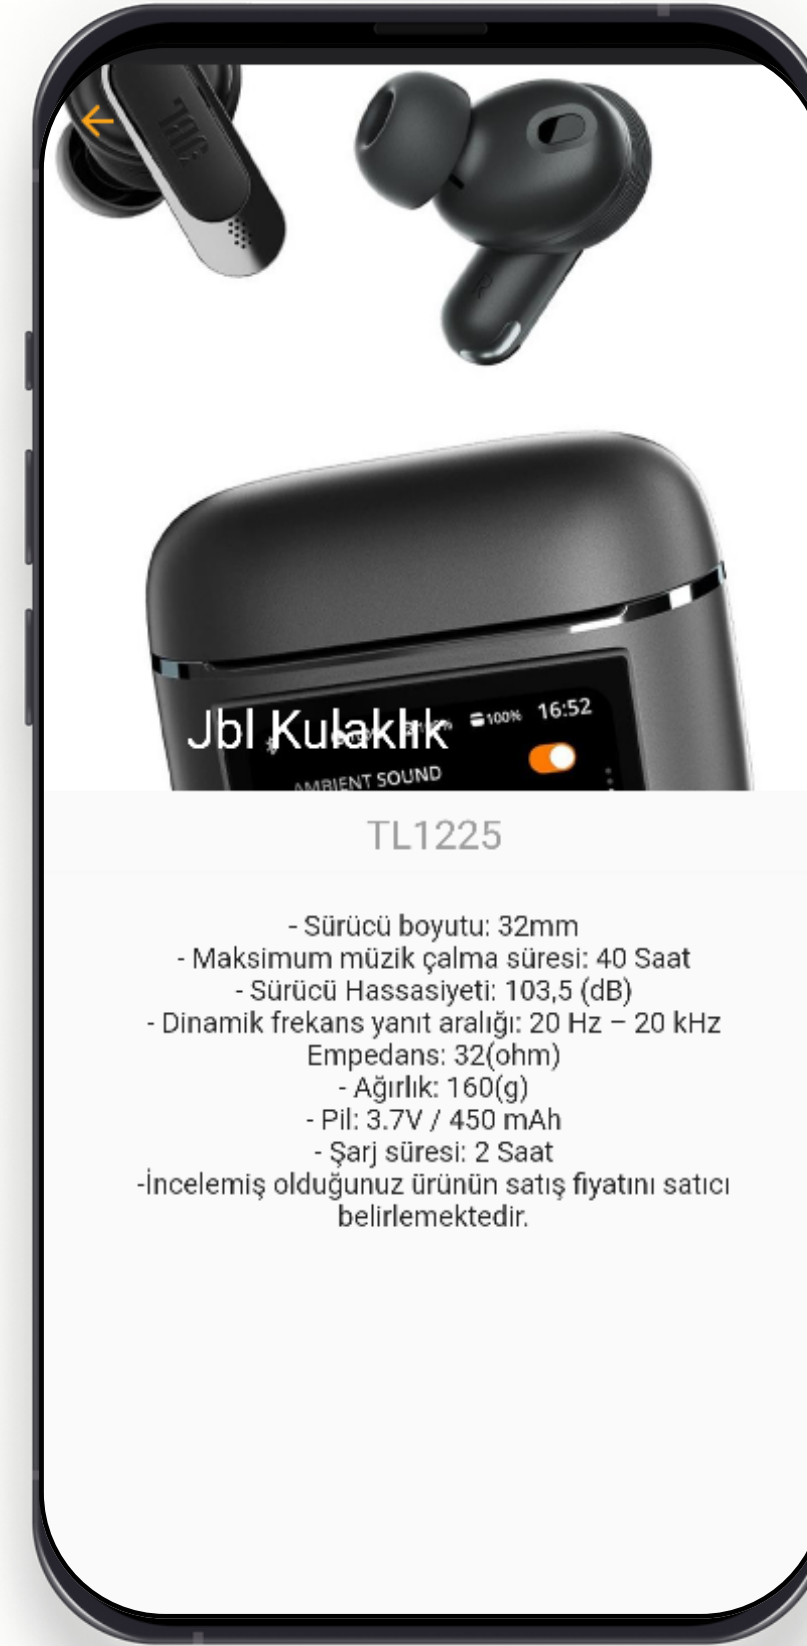 JBL
R
100%
16:52
Jbl Kulaklık
AMBIENT SOUND
TL1225
- Sürücü boyutu: 32mm
- Maksimum müzik çalma süresi: 40 Saat
- Sürücü Hassasiyeti: 103,5 (dB)
- Dinamik frekans yanıt aralığı: 20 Hz – 20 kHz
Empedans: 32(ohm)
- Ağırlık: 160(g)
- Pil: 3.7V / 450 mAh
- Şarj süresi: 2 Saat
-İncelemiş olduğunuz ürünün satış fiyatını satıcı
belirlemektedir.